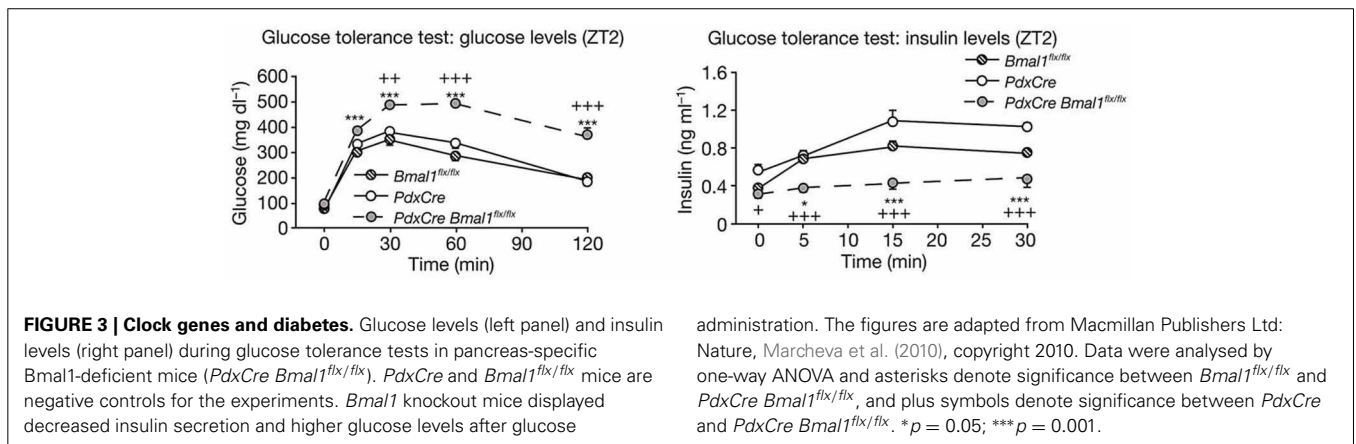 Glucose tolerance test: glucose levels (ZT2)
600
500
400
300
200
100
0
Glucose (mg dl⁻¹)
***
++
***
+++
***
+++
***
Bmal1flx/flx
PdxCre
PdxCre Bmal1flx/flx
0 30 60 90 120
Time (min)
Glucose tolerance test: insulin levels (ZT2)
Bmal1flx/flx
PdxCre
PdxCre Bmal1flx/flx
1.6
1.2
0.8
0.4
0
Insulin (ng ml⁻¹)
+
*
+++
***
+++
***
+++
0 5 10 15 20 25 30
Time (min)
FIGURE 3 | Clock genes and diabetes. Glucose levels (left panel) and insulin
levels (right panel) during glucose tolerance tests in pancreas-specific
Bmal1-deficient mice (PdxCre Bmal1flx/flx). PdxCre and Bmal1flx/flx mice are
negative controls for the experiments. Bmal1 knockout mice displayed
decreased insulin secretion and higher glucose levels after glucose
administration. The figures are adapted from Macmillan Publishers Ltd:
Nature, Marcheva et al. (2010), copyright 2010. Data were analysed by
one-way ANOVA and asterisks denote significance between Bmal1flx/flx and
PdxCre Bmal1flx/flx, and plus symbols denote significance between PdxCre
and PdxCre Bmal1flx/flx. *p = 0.05; ***p = 0.001.